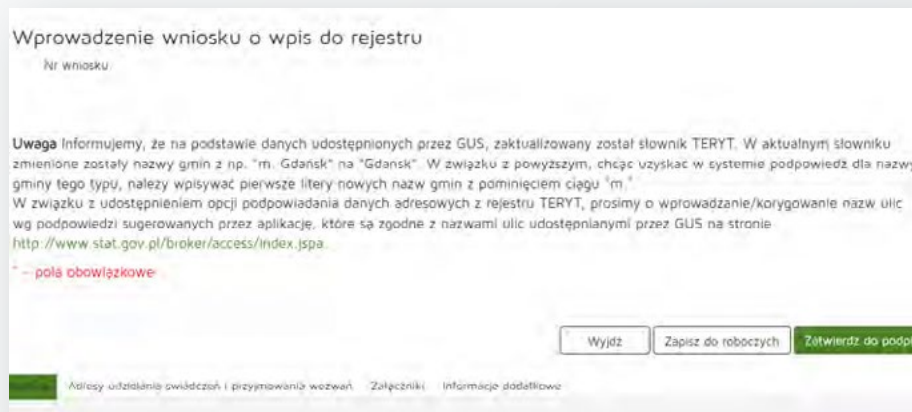 Wprowadzenie wniosku o wpis do rejestru
Nr wniosku
Uwaga Informujemy, że na podstawie danych udostępnionych przez GUS, zaktualizowany został słownik TERYT. W aktualnym słowniku
zmienione zostały nazwy gmin z np. "m. Gdańsk" na "Gdańsk". W związku z powyższym, chcąc uzyskać w systemie podpowiedź dla nazwy
gminy tego typu, należy wpisywać pierwsze litery nowych nazw gmin z pominięciem ciągu "m."
W związku z udostępnieniem opcji podpowiadania danych adresowych z rejestru TERYT, prosimy o wprowadzanie/korygowanie nazw ulic
wg podpowiedzi sugerowanych przez aplikację, które są zgodne z nazwami ulic udostępnianymi przez GUS na stronie
http://www.stat.gov.pl/broker/access/index.jspa.
* – pola obowiązkowe
Wyjdź Zapisz do roboczych Zatwierdź do podpi
Adresy udzielania świadczeń i przyjmowania wezwań Załączniki Informacje dodatkowe